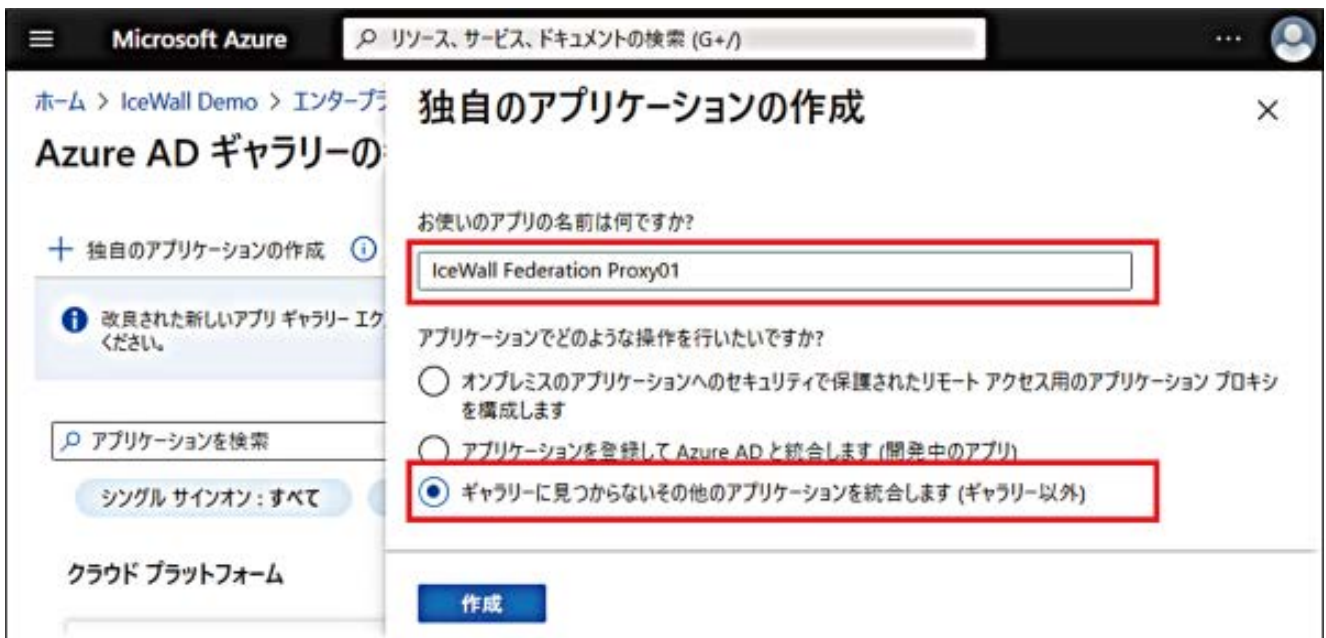 Microsoft Azure
リソース、サービス、ドキュメントの検索 (G+/)
ホーム > IceWall Demo > エンタープラ
Azure AD ギャラリーの
+ 独自のアプリケーションの作成
改良された新しいアプリ ギャラリー エク
ください。
アプリケーションを検索
シングル サインオン : すべて
クラウド プラットフォーム
独自のアプリケーションの作成
お使いのアプリの名前は何ですか?
IceWall Federation Proxy01
アプリケーションでどのような操作を行いたいですか?
オンプレミスのアプリケーションへのセキュリティで保護されたリモート アクセス用のアプリケーション プロキシ
を構成します
アプリケーションを登録して Azure AD と統合します (開発中のアプリ)
ギャラリーに見つからないその他のアプリケーションを統合します (ギャラリー以外)
作成